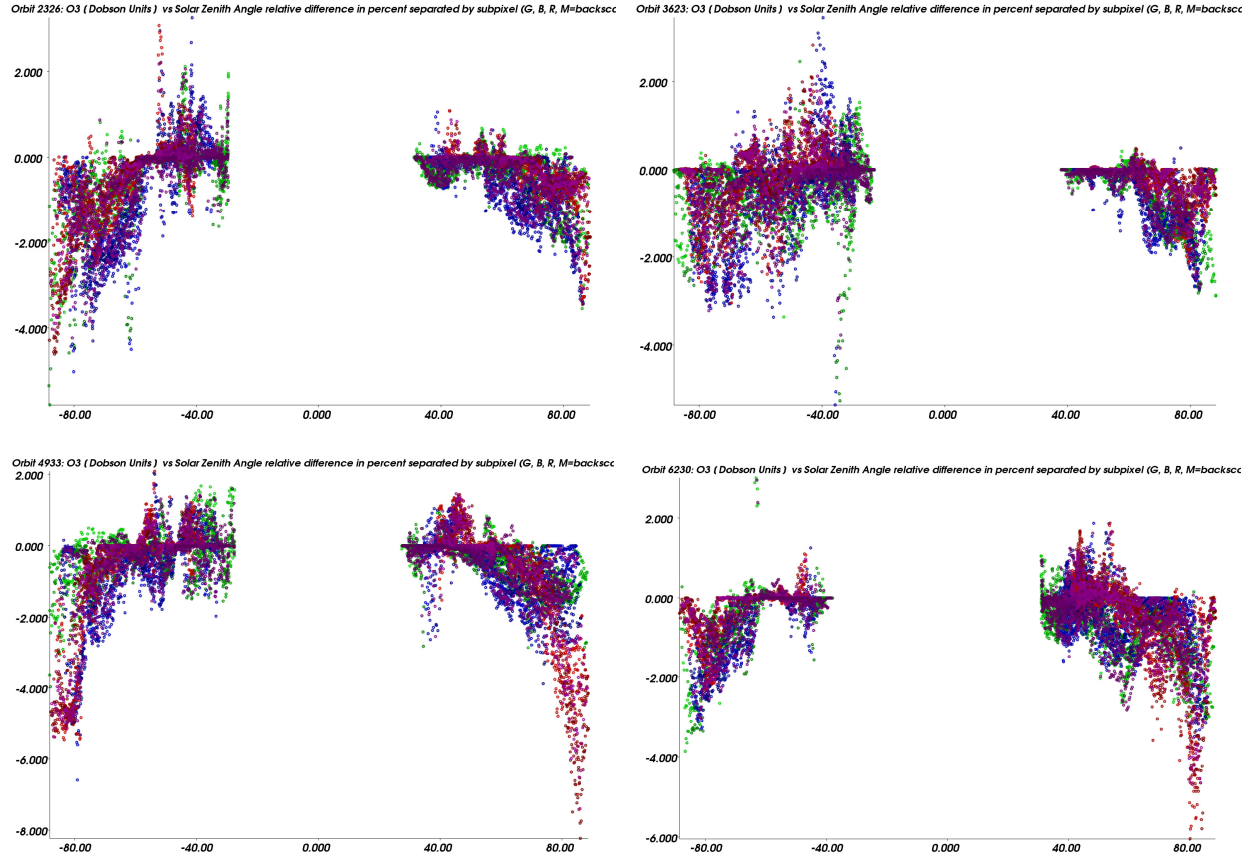 Orbit 2326: O3 ( Dobson Units ) vs Solar Zenith Angle relative difference in percent separated by subpixel (G, B, R, M=backsc
2.000
0.000
-2.000
-4.000
-80.00 -40.00 0.000 40.00 80.00
Orbit 3623: O3 ( Dobson Units ) vs Solar Zenith Angle relative difference in percent separated by subpixel (G, B, R, M=backsc
2.000
0.000
-2.000
-4.000
-80.00 -40.00 0.000 40.00 80.00
Orbit 4933: O3 ( Dobson Units ) vs Solar Zenith Angle relative difference in percent separated by subpixel (G, B, R, M=backsc
2.000
0.000
-2.000
-4.000
-6.000
-8.000
-80.00 -40.00 0.000 40.00 80.00
Orbit 6230: O3 ( Dobson Units ) vs Solar Zenith Angle relative difference in percent separated by subpixel (G, B, R, M=backsc
2.000
0.000
-2.000
-4.000
-6.000
-80.00 -40.00 0.000 40.00 80.00